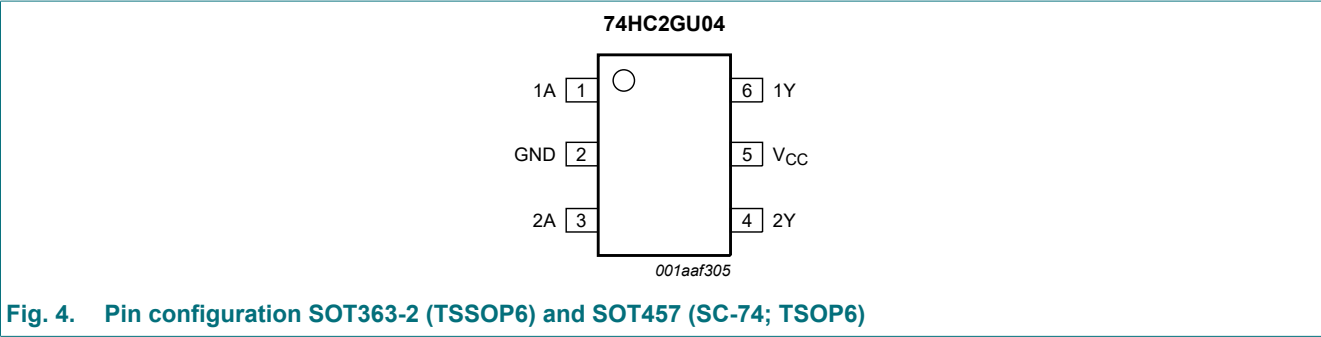 74HC2GU04
1A 1 6 1Y
GND 2 5 VCC
2A 3 4 2Y
001aaf305
Fig. 4. Pin configuration SOT363-2 (TSSOP6) and SOT457 (SC-74; TSOP6)